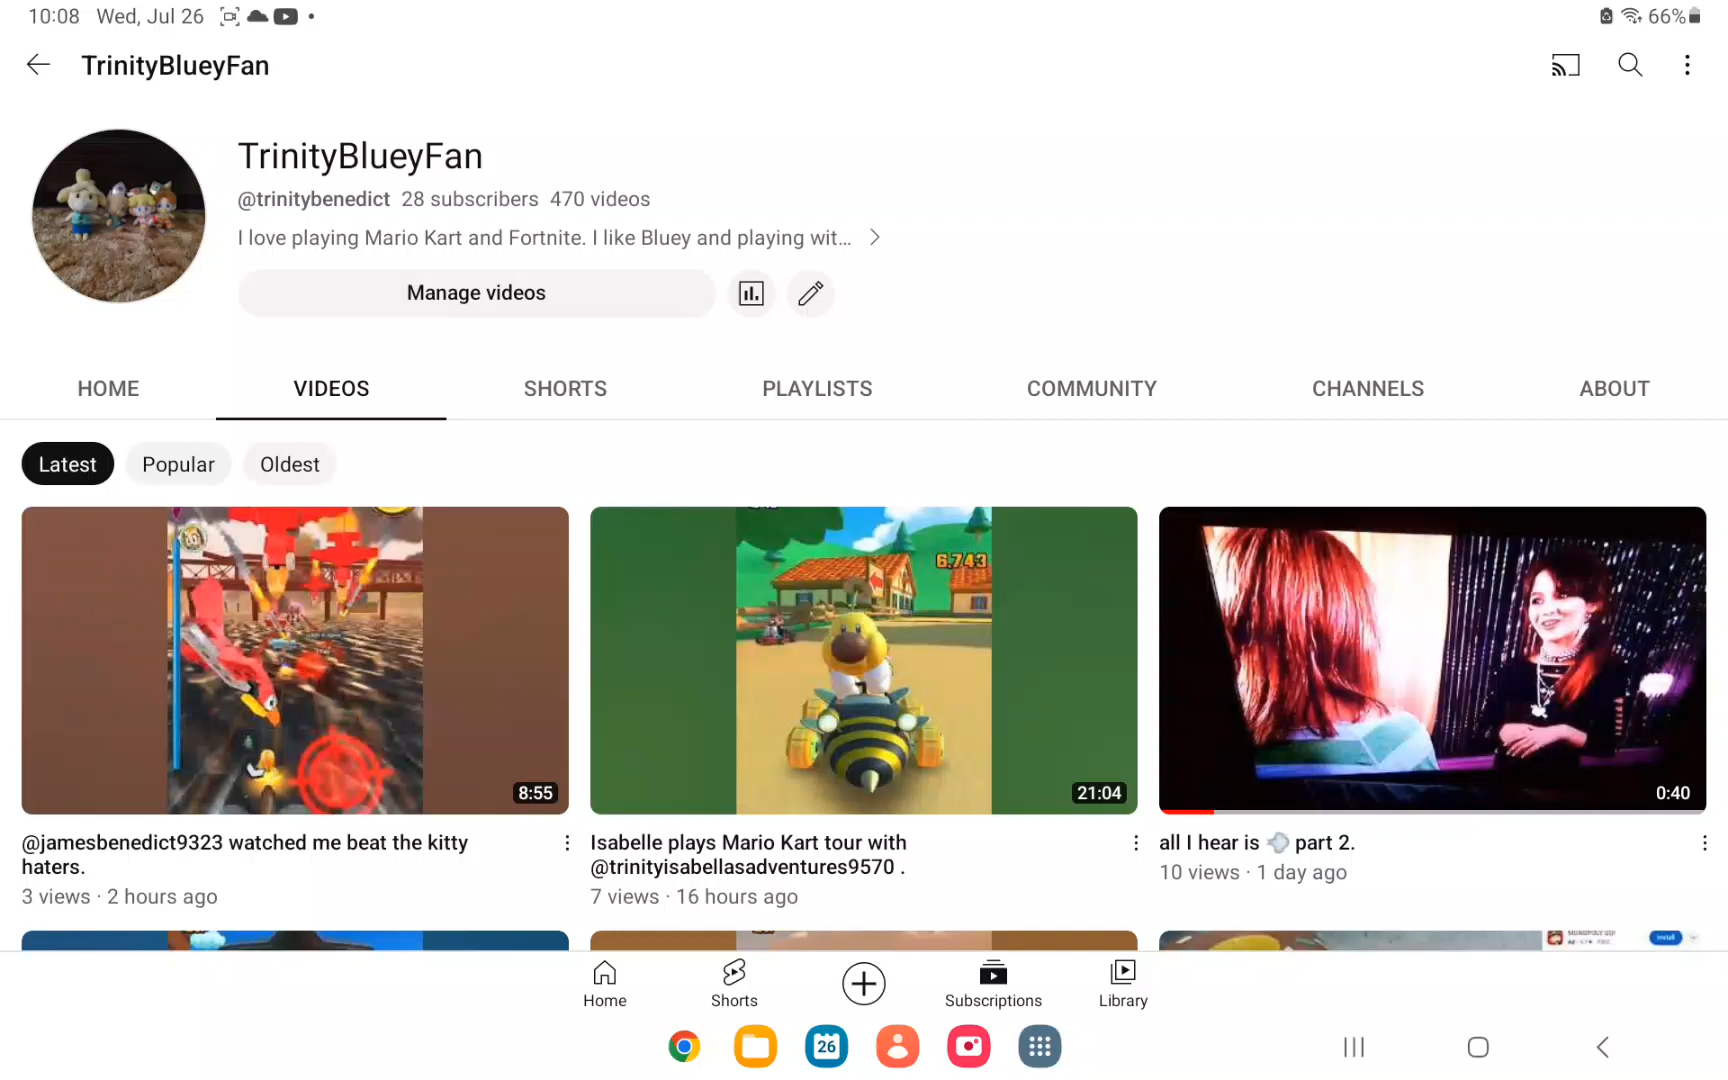 10:08 Wed, Jul 26
66%
TrinityBlueyFan
TrinityBlueyFan
@trinitybenedict 28 subscribers 470 videos
I love playing Mario Kart and Fortnite. I like Bluey and playing wit...
Manage videos
HOME VIDEOS SHORTS PLAYLISTS COMMUNITY CHANNELS ABOUT
Latest Popular Oldest
6,743
8:55
21:04
0:40
@jamesbenedict9323 watched me beat the kitty
haters.
3 views · 2 hours ago
Isabelle plays Mario Kart tour with
@trinityisabellasadventures9570 .
7 views · 16 hours ago
all I hear is 💨 part 2.
10 views · 1 day ago
Install
Home Shorts Subscriptions Library
26